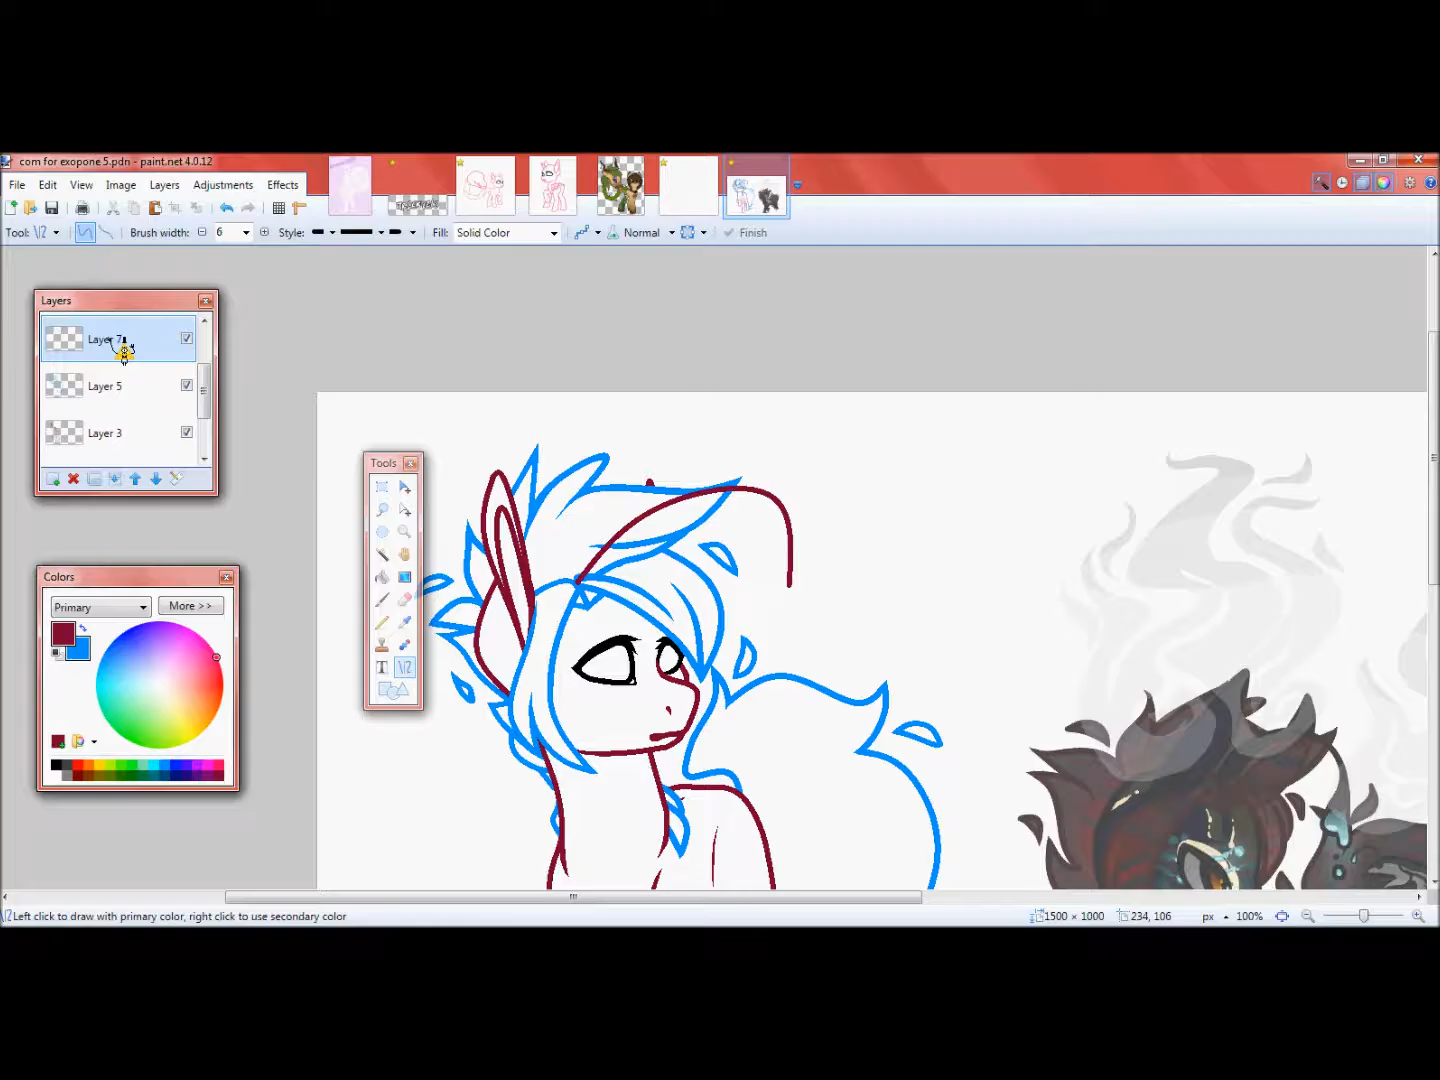 com for exopone 5.pdn - paint.net 4.0.12
File Edit View Image Layers Adjustments Effects
Tool: Brush width: 6 Style: Fill: Solid Color Normal Finish
Layers
Layer 7
Layer 5
Layer 3
Tools
Colors
Primary More >>
Left click to draw with primary color, right click to use secondary color
1500 × 1000 234, 106 px 100%